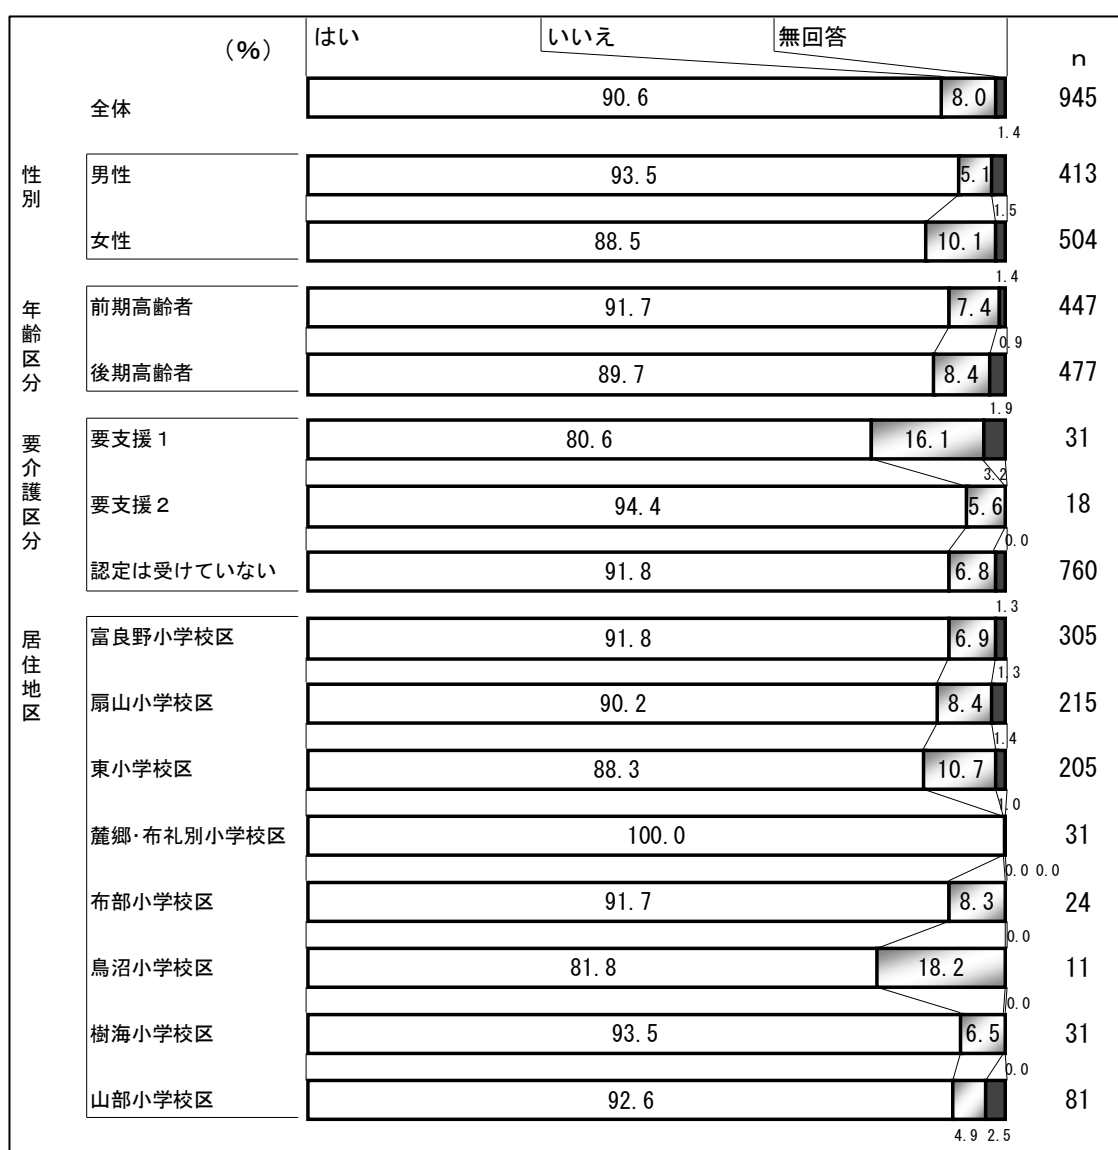 （％） はい いいえ 無回答 ｎ
全体 90.6 8.0 945
1.4
性別
男性 93.5 5.1 413
1.5
女性 88.5 10.1 504
1.4
年齢区分
前期高齢者 91.7 7.4 447
0.9
後期高齢者 89.7 8.4 477
1.9
要介護区分
要支援１ 80.6 16.1 31
3.2
要支援２ 94.4 5.6 18
0.0
認定は受けていない 91.8 6.8 760
1.3
居住地区
富良野小学校区 91.8 6.9 305
1.3
扇山小学校区 90.2 8.4 215
1.4
東小学校区 88.3 10.7 205
1.0
麓郷・布礼別小学校区 100.0 31
0.0 0.0
布部小学校区 91.7 8.3 24
0.0
鳥沼小学校区 81.8 18.2 11
0.0
樹海小学校区 93.5 6.5 31
0.0
山部小学校区 92.6 81
4.9 2.5